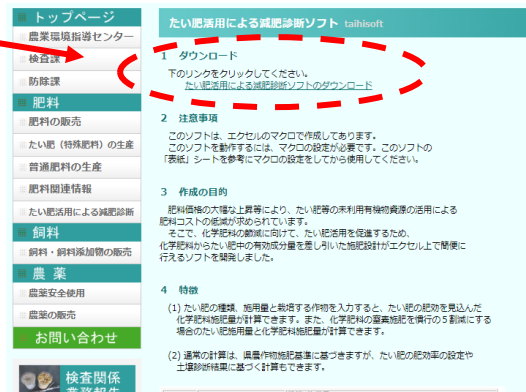 トップページ
農業環境指導センター
検査課
防除課
肥料
肥料の販売
たい肥（特殊肥料）の生産
普通肥料の生産
肥料関連情報
たい肥活用による減肥診断
飼料
飼料・飼料添加物の販売
農 薬
農薬安全使用
農薬の販売
お問い合わせ
検査関係
たい肥活用による減肥診断ソフト taihisoft
1 ダウンロード
下のリンクをクリックしてください。
たい肥活用による減肥診断ソフトのダウンロード
2 注意事項
このソフトは、エクセルのマクロで作成してあります。
このソフトを動作するには、マクロの設定が必要です。このソフトの
「表紙」シートを参考にマクロの設定をしてから使用してください。
3 作成の目的
肥料価格の大幅な上昇等により、たい肥等の未利用有機物資源の活用による
肥料コストの低減が求められています。
そこで、化学肥料の節減に向けて、たい肥活用を促進するため、
化学肥料からたい肥中の有効成分量を差し引いた施肥設計がエクセル上で簡便に
行えるソフトを開発しました。
4 特徴
(1) たい肥の種類、施用量と栽培する作物を入力すると、たい肥の肥効を見込んだ
化学肥料施肥量が計算できます。また、化学肥料の窒素施肥を慣行の５割減にする
場合のたい肥施用量と化学肥料施肥量が計算できます。
(2) 通常の計算は、県農作物施肥基準に基づきますが、たい肥の肥効率の設定や
土壌診断結果に基づく計算もできます。